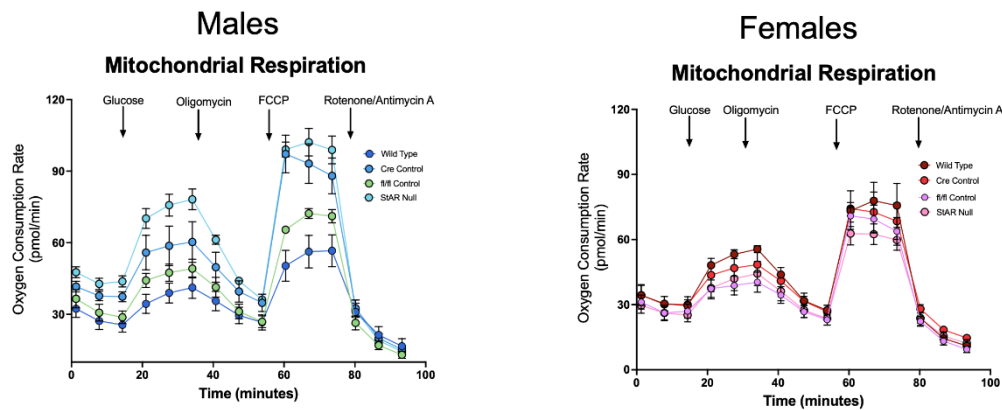 Males
Mitochondrial Respiration
Glucose
Oligomycin
FCCP
Rotenone/Antimycin A
Oxygen Consumption Rate
(pmol/min)
120
90
60
30
Wild Type
Cre Control
fl/fl Control
StAR Null
0
20
40
60
80
100
Time (minutes)
Females
Mitochondrial Respiration
Glucose
Oligomycin
FCCP
Rotenone/Antimycin A
Oxygen Consumption Rate
(pmol/min)
120
90
60
30
0
Wild Type
Cre Control
fl/fl Control
StAR Null
0
20
40
60
80
100
Time (minutes)